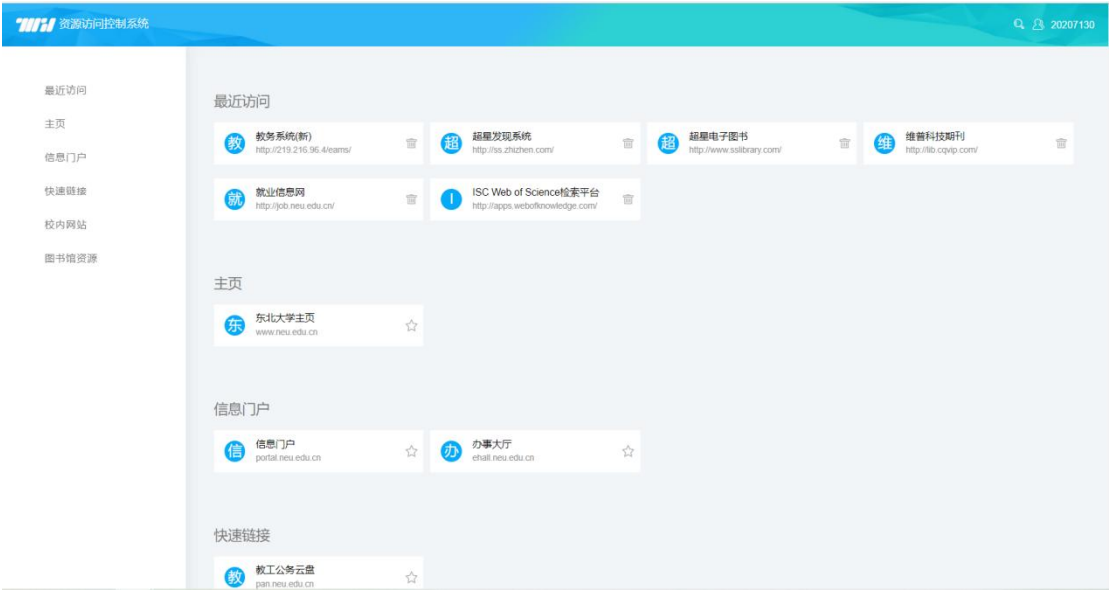 资源访问控制系统
20207130
最近访问
主页
信息门户
快速链接
校内网站
图书馆资源
最近访问
教
教务系统(新)
http://219.216.96.4/eams/
超
超星发现系统
http://ss.zhizhen.com/
超
超星电子图书
http://www.sslibrary.com/
维
维普科技期刊
http://lib.cqvip.com/
就
就业信息网
http://job.neu.edu.cn/
I
ISC Web of Science检索平台
http://apps.webofknowledge.com/
主页
东
东北大学主页
www.neu.edu.cn
信息门户
信
信息门户
portal.neu.edu.cn
办
办事大厅
ehall.neu.edu.cn
快速链接
教
教工公务云盘
pan.neu.edu.cn